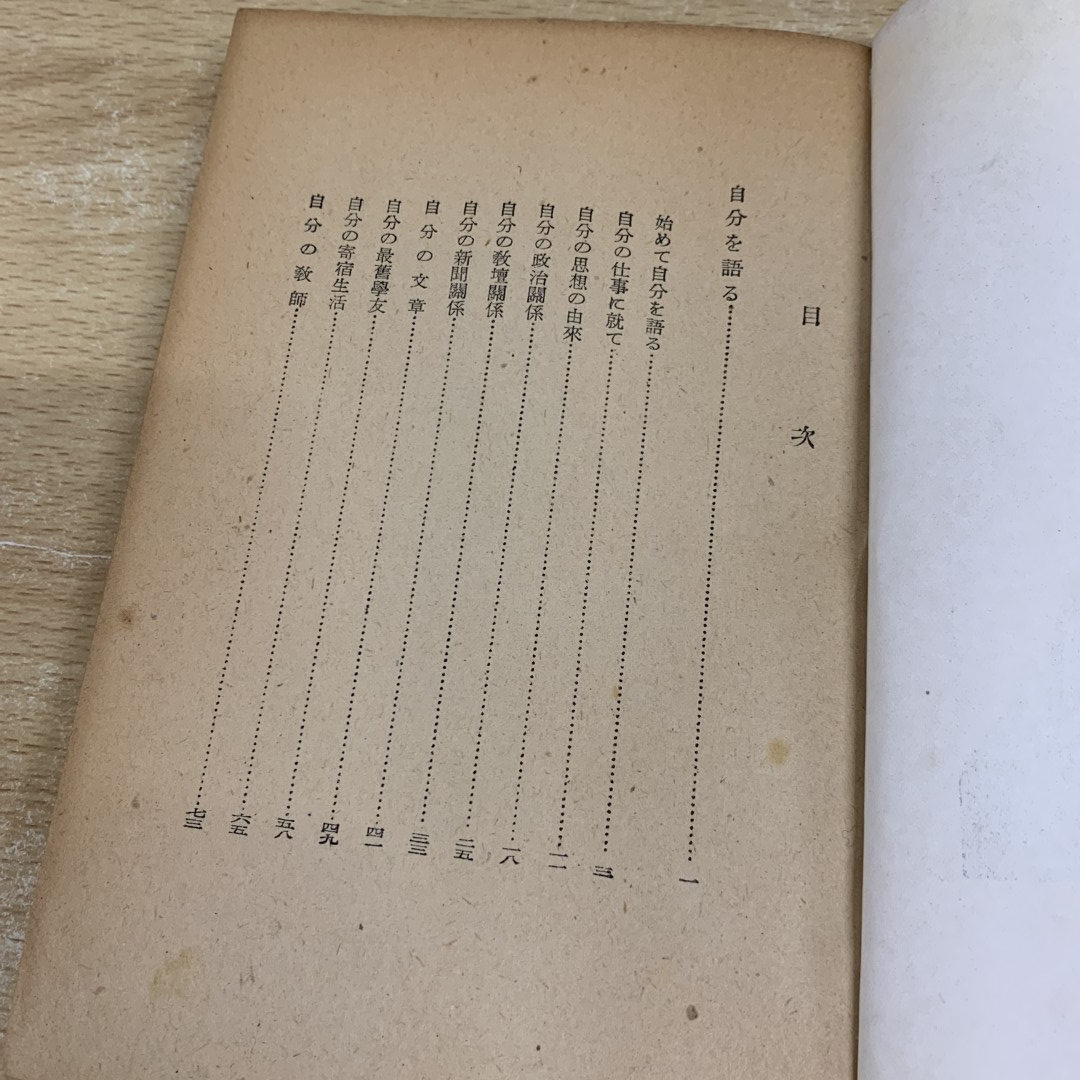 目次
自分を語る……一
始めて自分を語る……三
自分の仕事に就て……一一
自分の思想の由來……一八
自分の政治關係……二五
自分の教壇關係……三三
自分の新聞關係……四一
自分の文章……四九
自分の最舊學友……五八
自分の寄宿生活……六五
自分の教師……七三